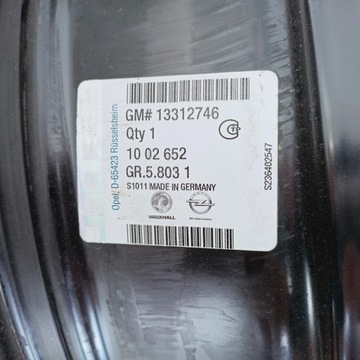 GM# 13312746
Qty 1
10 02 652
GR.5.803 1
S1011 MADE IN GERMANY
VAUXHALL
Opel, D-65423 Rüsselsheim
S236402547